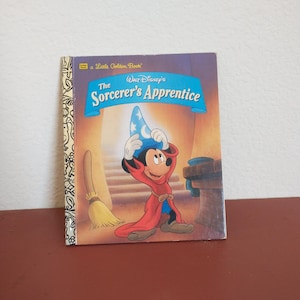 a Little Golden Book®
Walt Disney's
The
Sorcerer's Apprentice